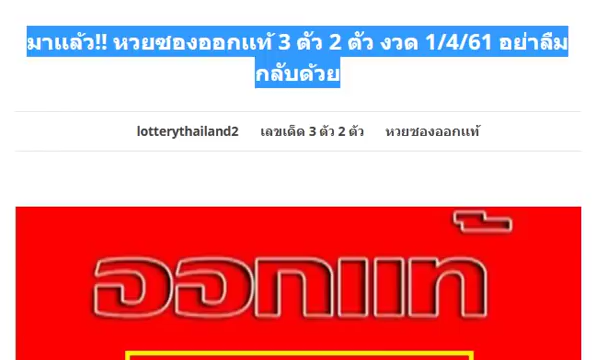 มาแล้ว!! หวยซองออกแท้ 3 ตัว 2 ตัว งวด 1/4/61 อย่าลืม
กลับด้วย
lotterythailand2 เลขเด็ด 3 ตัว 2 ตัว หวยซองออกแท้
ออกแท้